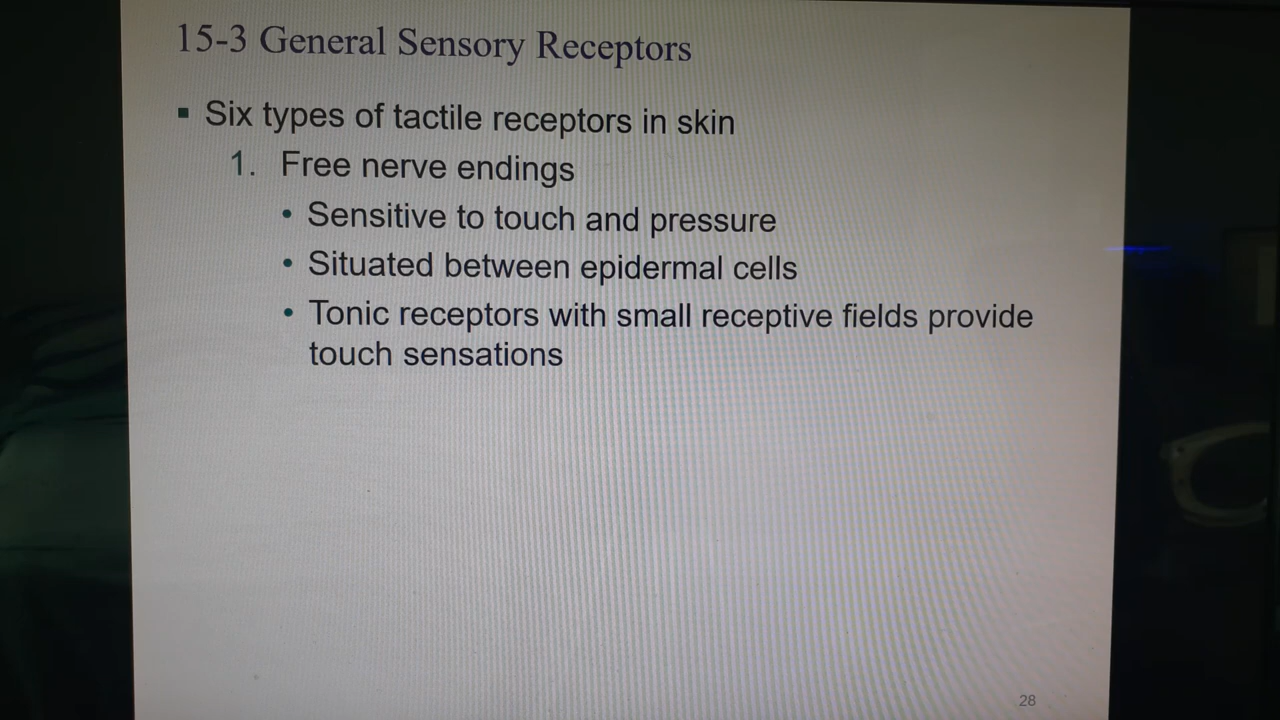 15-3 General Sensory Receptors
▪ Six types of tactile receptors in skin
1. Free nerve endings
• Sensitive to touch and pressure
• Situated between epidermal cells
• Tonic receptors with small receptive fields provide
touch sensations
28